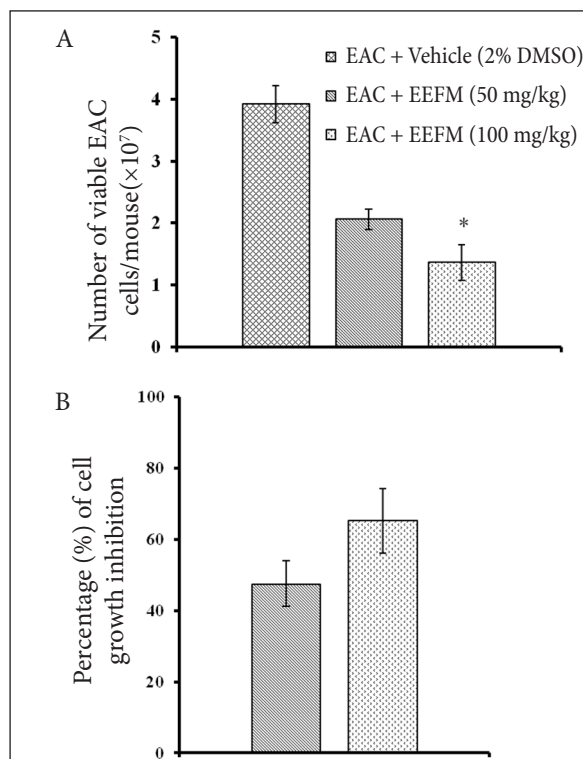 A
5
4
3
2
1
0
Number of viable EAC
cells/mouse(×10⁷)
EAC + Vehicle (2% DMSO)
EAC + EEFM (50 mg/kg)
EAC + EEFM (100 mg/kg)
*
B
100
80
60
40
20
0
Percentage (%) of cell
growth inhibition